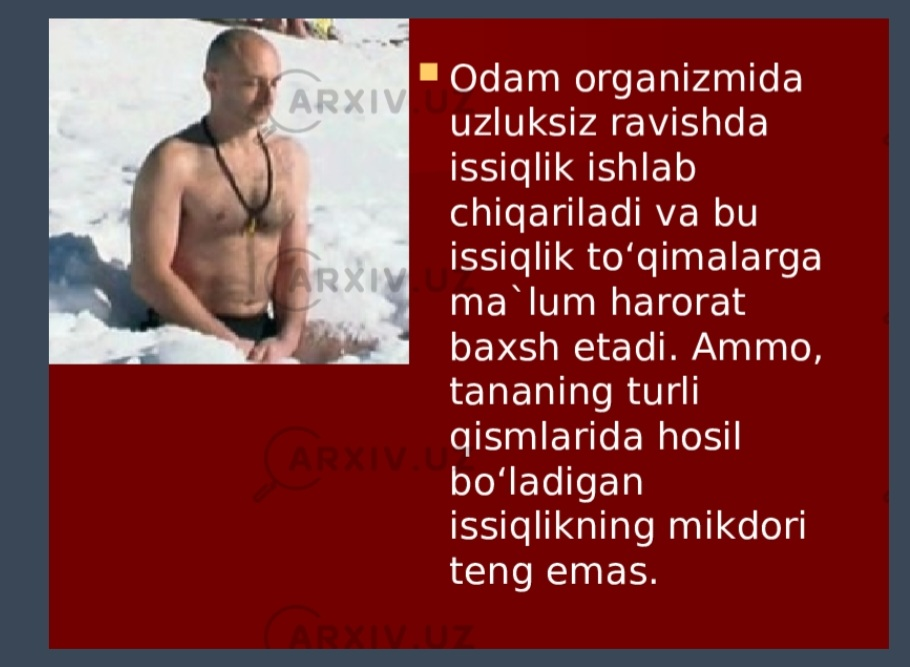 Odam organizmida
uzluksiz ravishda
issiqlik ishlab
chiqariladi va bu
issiqlik to‘qimalarga
ma`lum harorat
baxsh etadi. Ammo,
tananing turli
qismlarida hosil
bo‘ladigan
issiqlikning mikdori
teng emas.
ARXIV.UZ
ARXIV.UZ
ARXIV.UZ
ARXIV.UZ